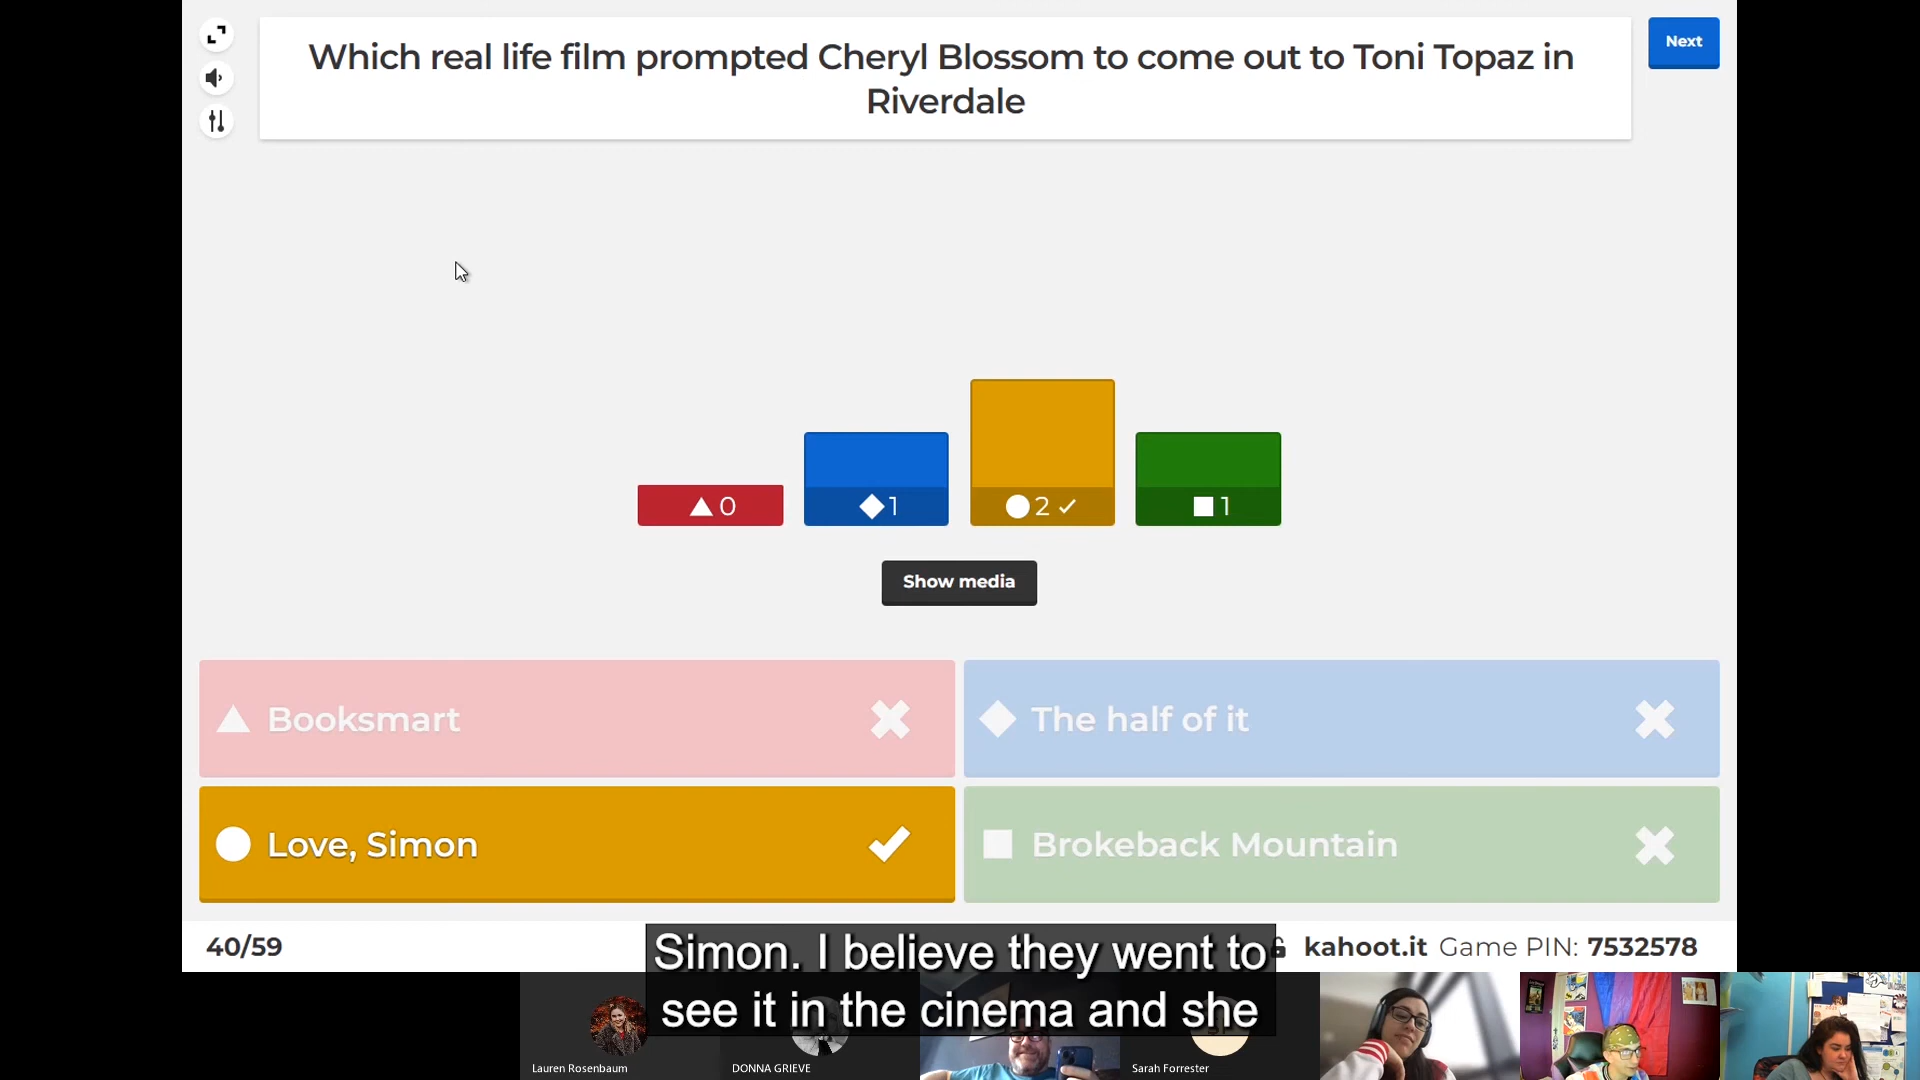 Which real life film prompted Cheryl Blossom to come out to Toni Topaz in
Riverdale
Next
0
1
2
1
Show media
Booksmart
The half of it
Love, Simon
Brokeback Mountain
40/59
kahoot.it Game PIN: 7532578
Simon. I believe they went to
see it in the cinema and she
Lauren Rosenbaum
DONNA GRIEVE
Sarah Forrester